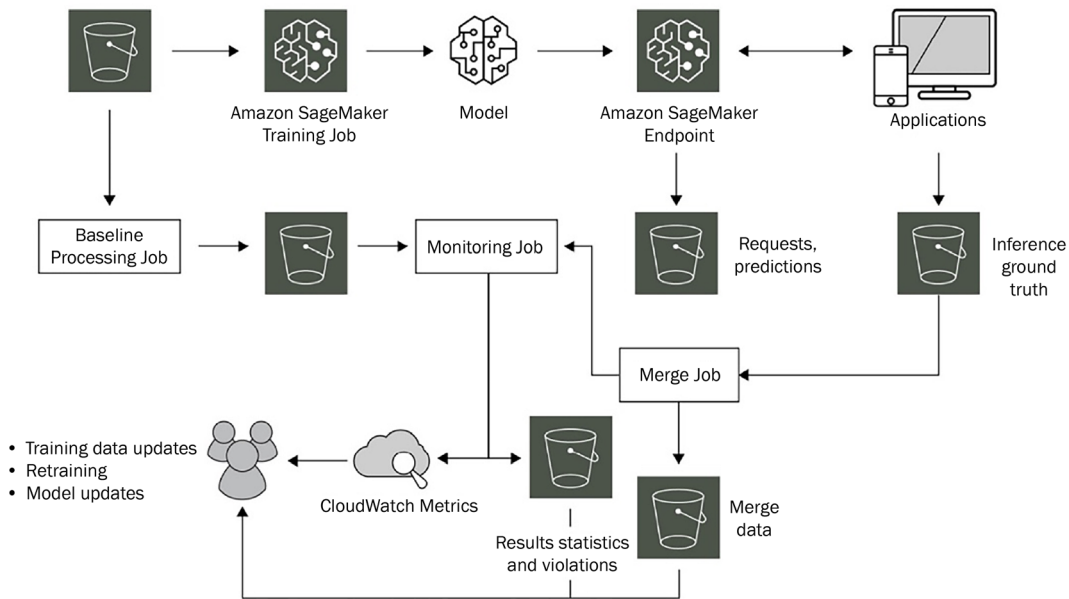 Amazon SageMaker
Training Job
Model
Amazon SageMaker
Endpoint
Applications
Baseline
Processing Job
Monitoring Job
Requests,
predictions
Inference
ground
truth
Merge Job
• Training data updates
• Retraining
• Model updates
CloudWatch Metrics
Results statistics
and violations
Merge
data